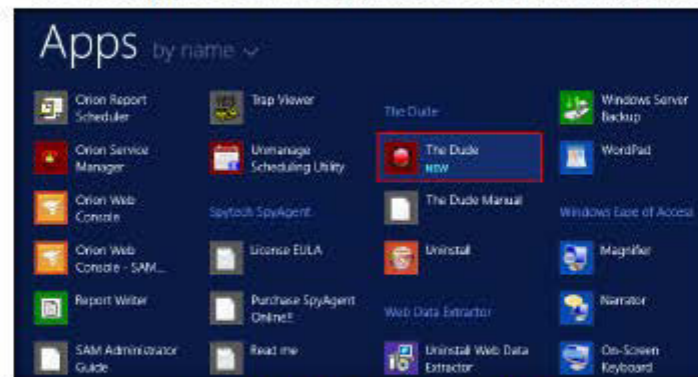 Apps by name
Orion Report
Scheduler
Orion Service
Manager
Orion Web
Console
Orion Web
Console - SAM...
Report Writer
SAM Administrator
Guide
Trap Viewer
Unmanage
Scheduling Utility
Spytech SpyAgent
License EULA
Purchase SpyAgent
Online!!
Read me
The Dude
The Dude
NEW
The Dude Manual
Uninstall
Web Data Extractor
Uninstall Web Data
Extractor
Windows Server
Backup
WordPad
Windows Ease of Access
Magnifier
Narrator
On-Screen
Keyboard